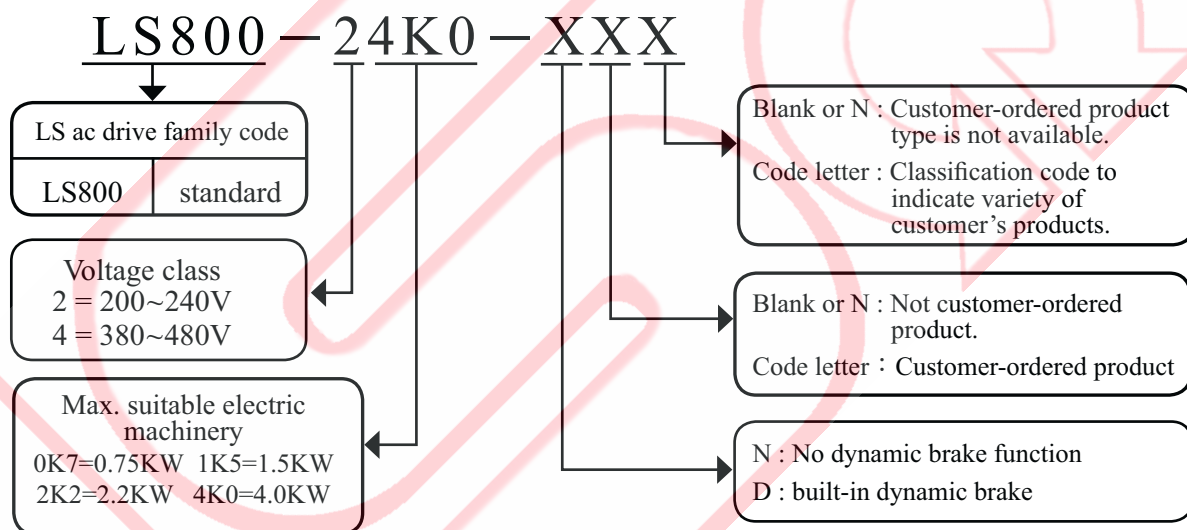 LS800 – 24K0 – XXX
LS ac drive family code
LS800 standard
Voltage class
2 = 200~240V
4 = 380~480V
Max. suitable electric
machinery
0K7=0.75KW 1K5=1.5KW
2K2=2.2KW 4K0=4.0KW
Blank or N : Customer-ordered product
type is not available.
Code letter : Classification code to
indicate variety of
customer’s products.
Blank or N : Not customer-ordered
product.
Code letter : Customer-ordered product
N : No dynamic brake function
D : built-in dynamic brake